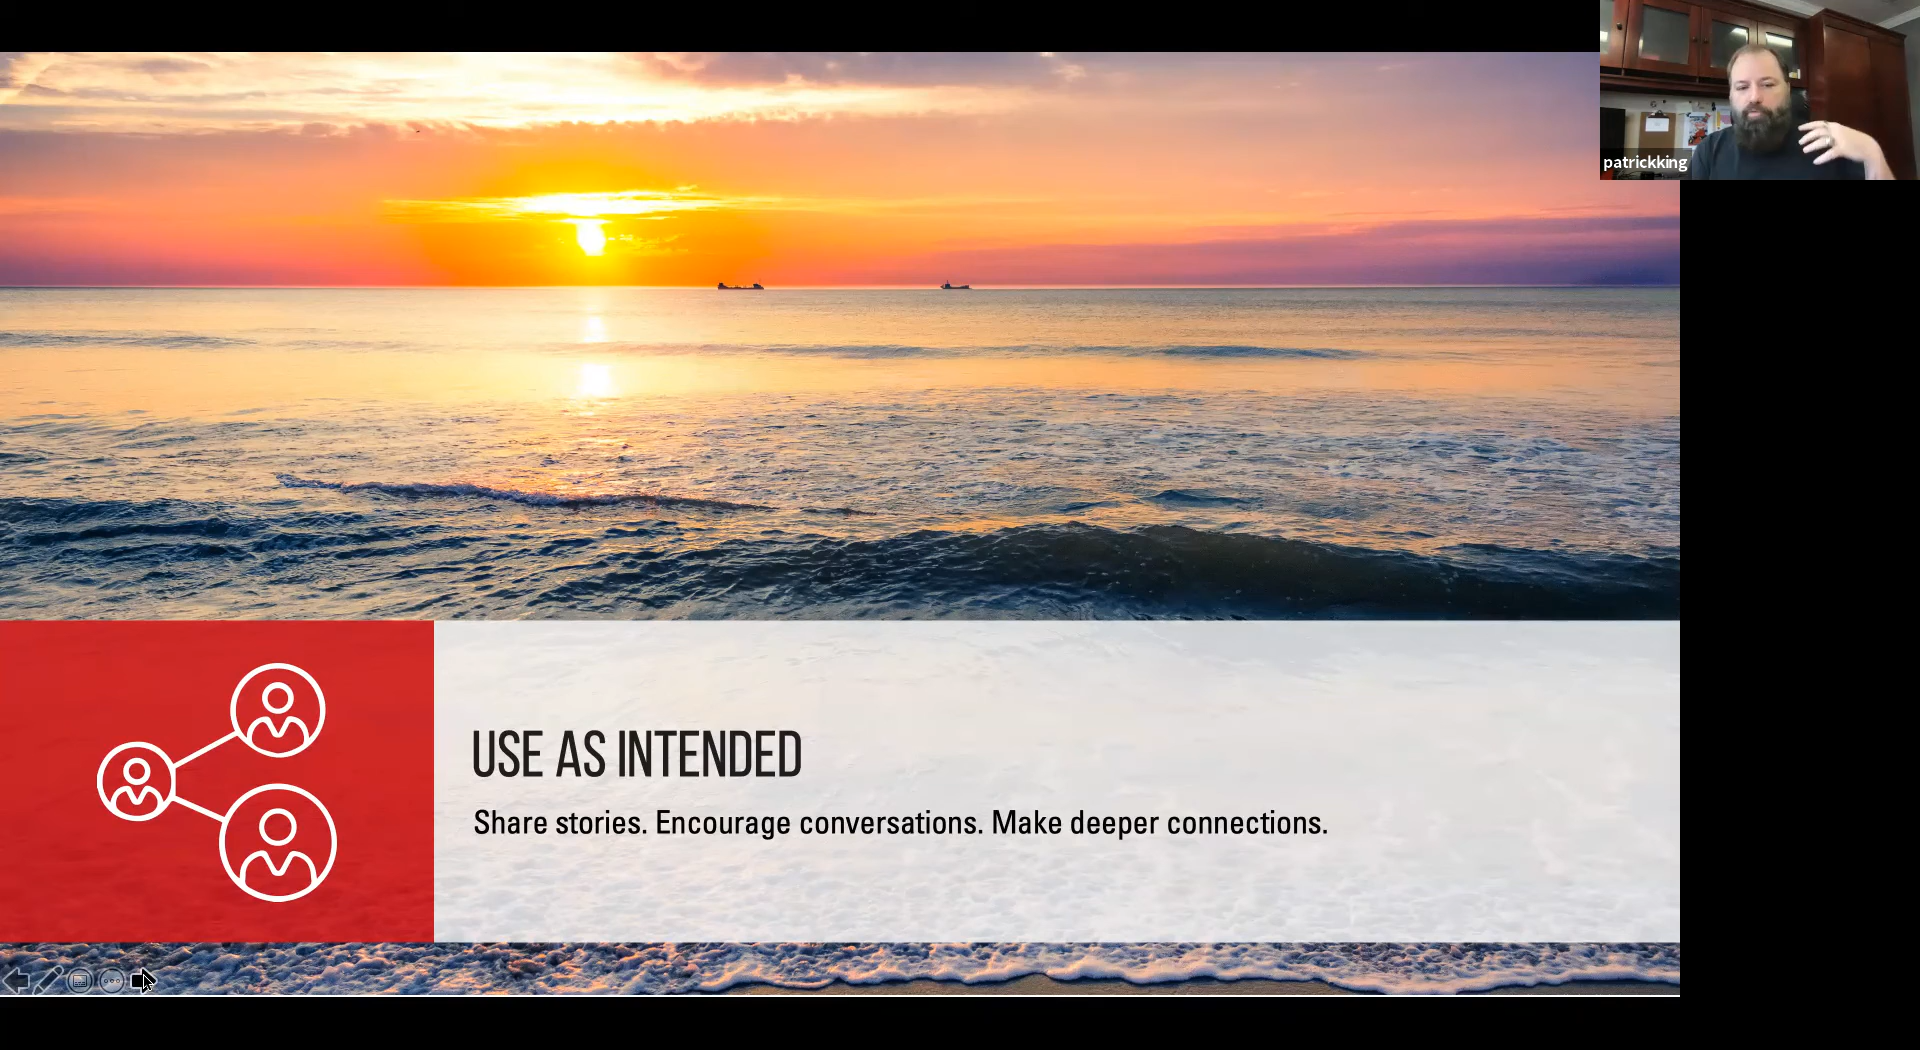 patrickking
USE AS INTENDED
Share stories. Encourage conversations. Make deeper connections.